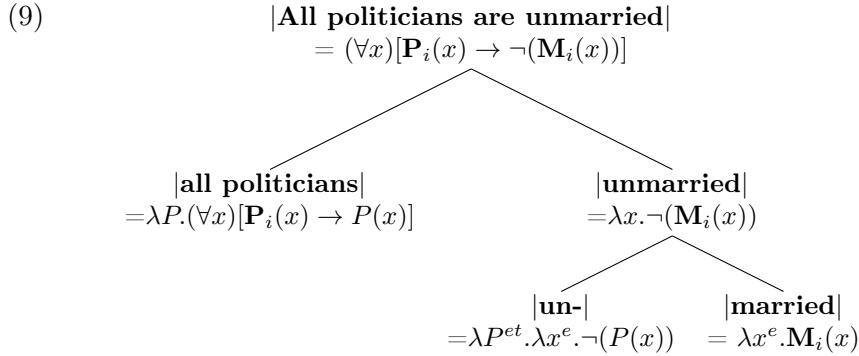 (9)
|All politicians are unmarried|
= (∀x)[P_i(x) → ¬(M_i(x))]
|all politicians|
=λP.(∀x)[P_i(x) → P(x)]
|unmarried|
=λx.¬(M_i(x))
|un-|
=λP^{et}.λx^e.¬(P(x))
|married|
= λx^e.M_i(x)